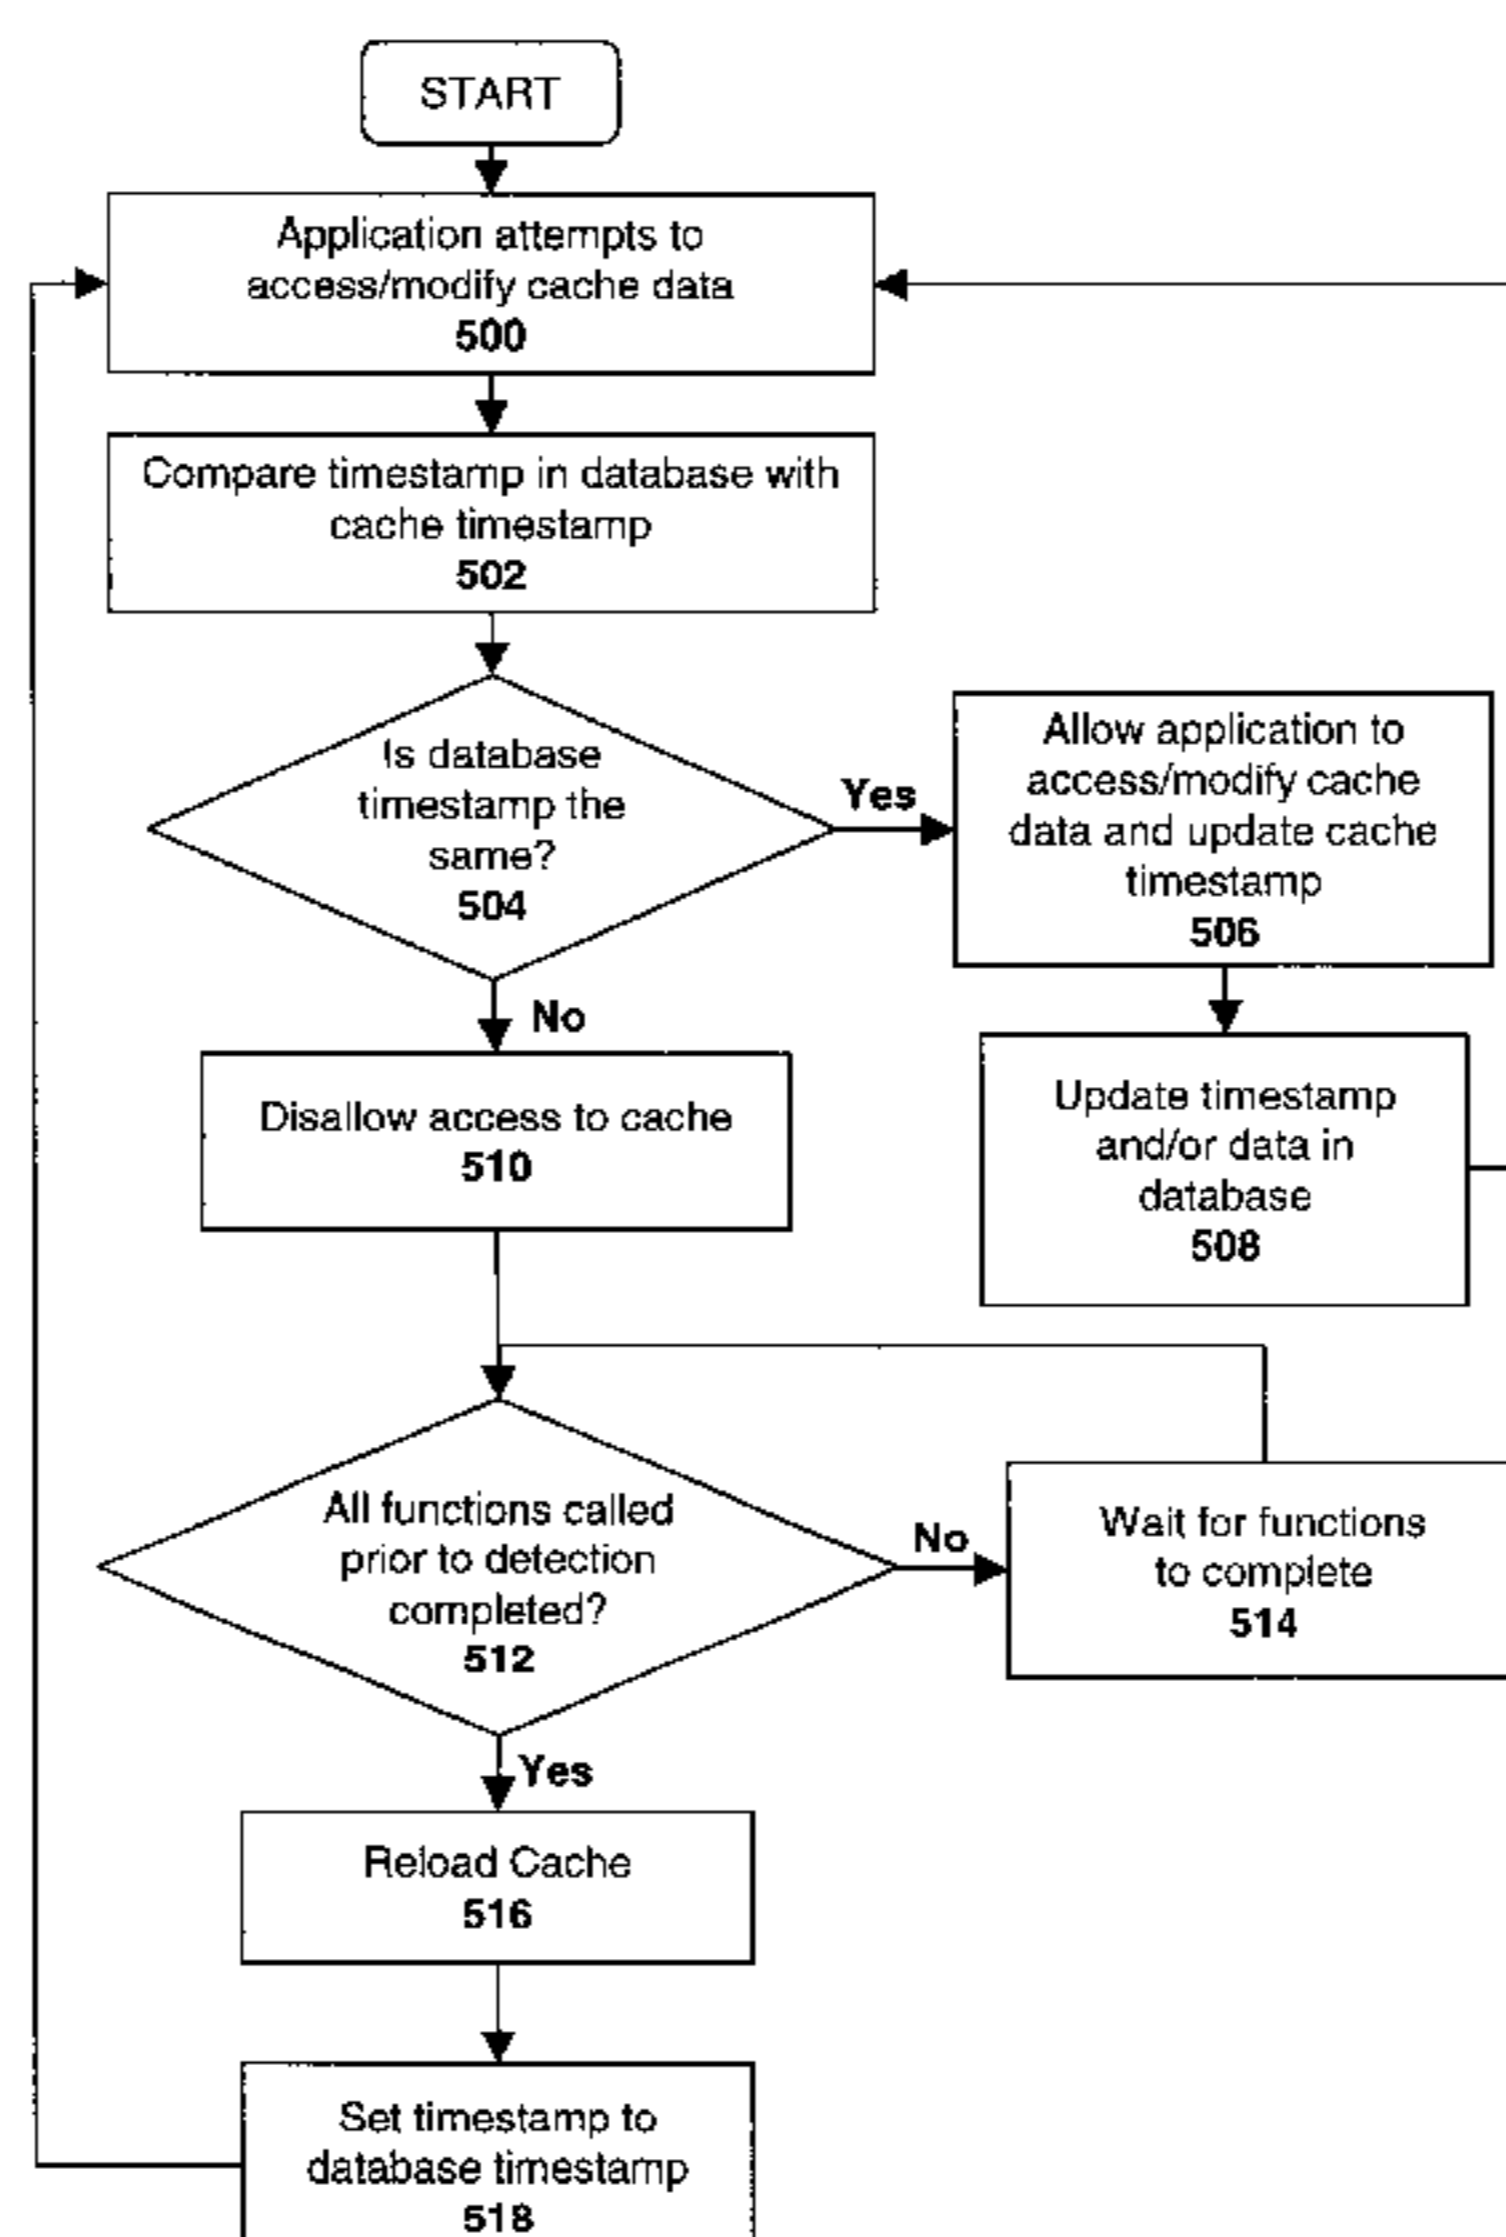 START
Application attempts to
access/modify cache data
500
Compare timestamp in database with
cache timestamp
502
Is database
timestamp the
same?
504
Yes
Allow application to
access/modify cache
data and update cache
timestamp
506
No
Disallow access to cache
510
Update timestamp
and/or data in
database
508
All functions called
prior to detection
completed?
512
No
Wait for functions
to complete
514
Yes
Reload Cache
516
Set timestamp to
database timestamp
518